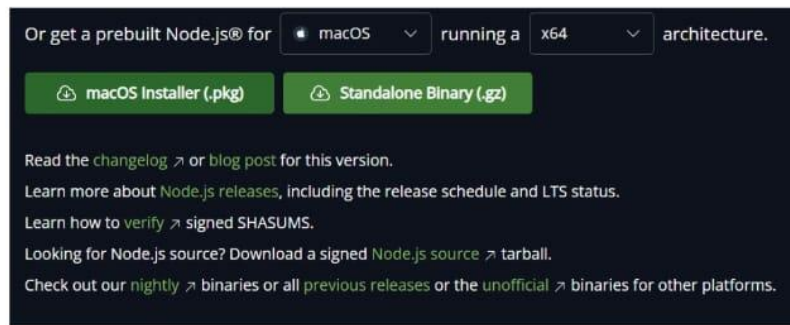 Or get a prebuilt Node.js® for macOS running a x64 architecture.
macOS Installer (.pkg) Standalone Binary (.gz)
Read the changelog ↗ or blog post for this version.
Learn more about Node.js releases, including the release schedule and LTS status.
Learn how to verify ↗ signed SHASUMS.
Looking for Node.js source? Download a signed Node.js source ↗ tarball.
Check out our nightly ↗ binaries or all previous releases or the unofficial ↗ binaries for other platforms.